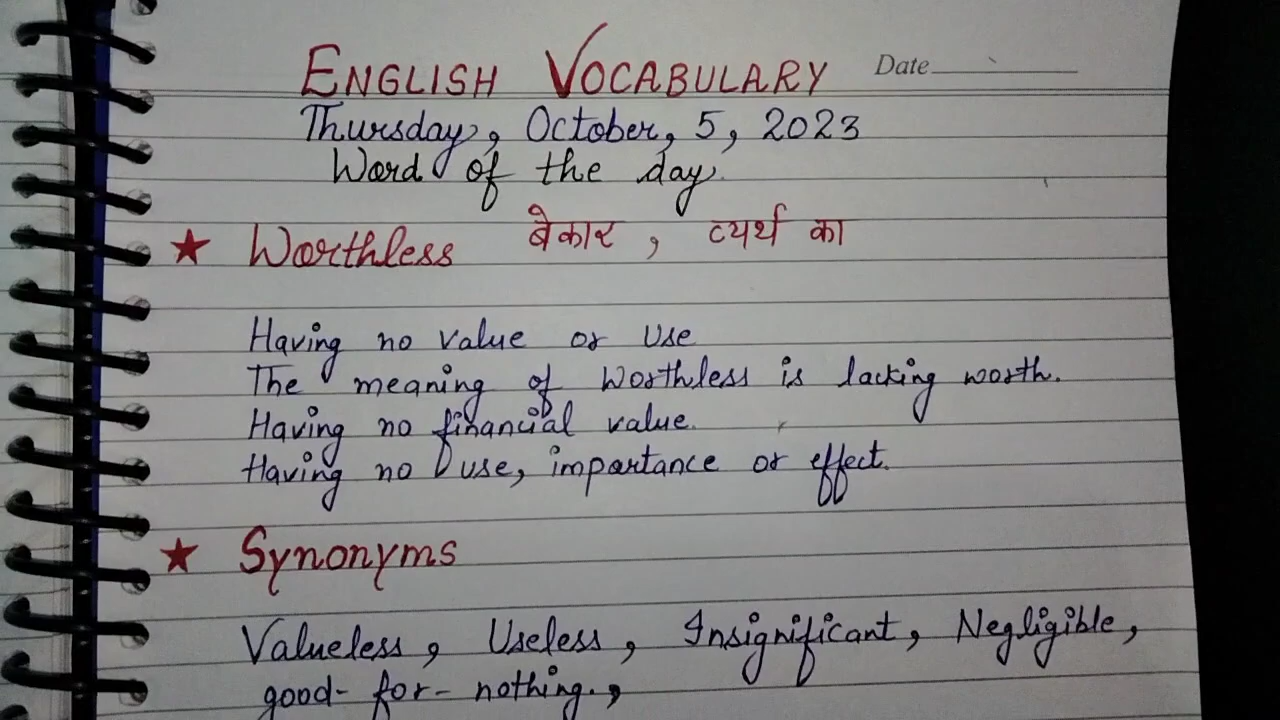 ENGLISH VOCABULARY Date
Thursday, October, 5, 2023
Word of the day.
★ Worthless बेकार, व्यर्थ का
Having no value or use
The meaning of worthless is lacking worth.
Having no financial value.
Having no use, impartance or effect.
★ Synonyms
Valueless, Useless, Insignificant, Negligible,
good-for-nothing.,